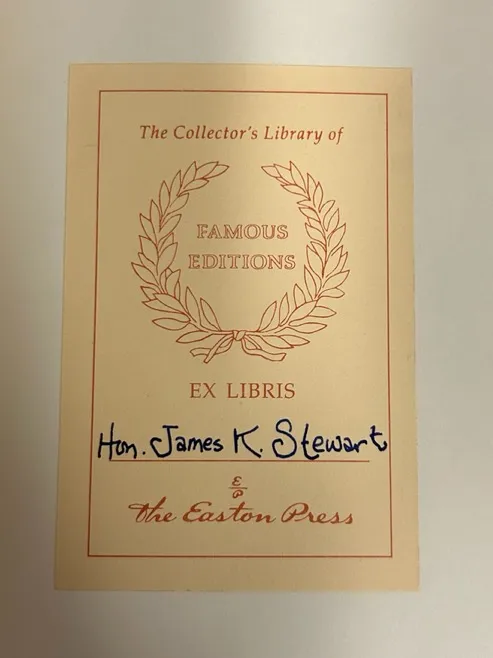 The Collector's Library of
FAMOUS
EDITIONS
EX LIBRIS
Hon. James K. Stewart
E
P
The Easton Press